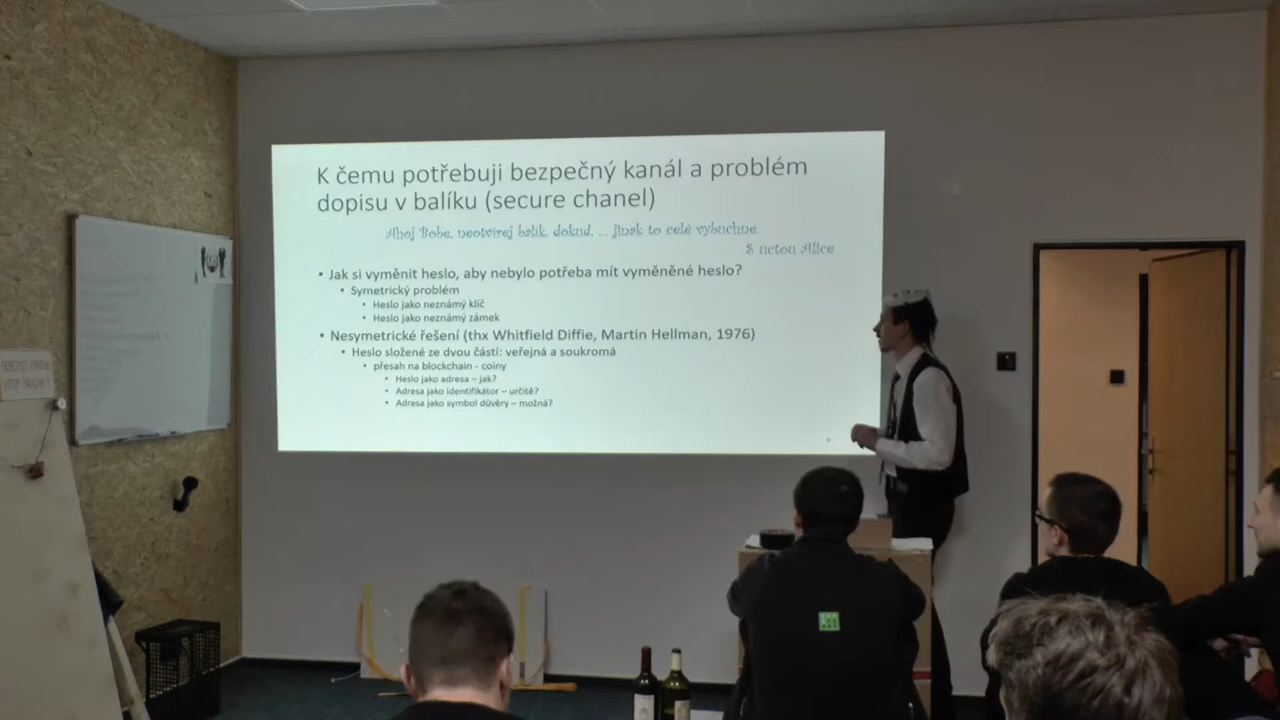 K čemu potřebuji bezpečný kanál a problém
dopisu v balíku (secure chanel)
Ahoj Bobe, neotvírej balík, dokud, ... jinak to celé vybuchne.
S úctou Alice
• Jak si vyměnit heslo, aby nebylo potřeba mít vyměněné heslo?
• Symetrický problém
• Heslo jako neznámý klíč
• Heslo jako neznámý zámek
• Nesymetrické řešení (thx Whitfield Diffie, Martin Hellman, 1976)
• Heslo složené ze dvou částí: veřejná a soukromá
• přesah na blockchain - coiny
• Heslo jako adresa – jak?
• Adresa jako identifikátor – určitě?
• Adresa jako symbol důvěry – možná?